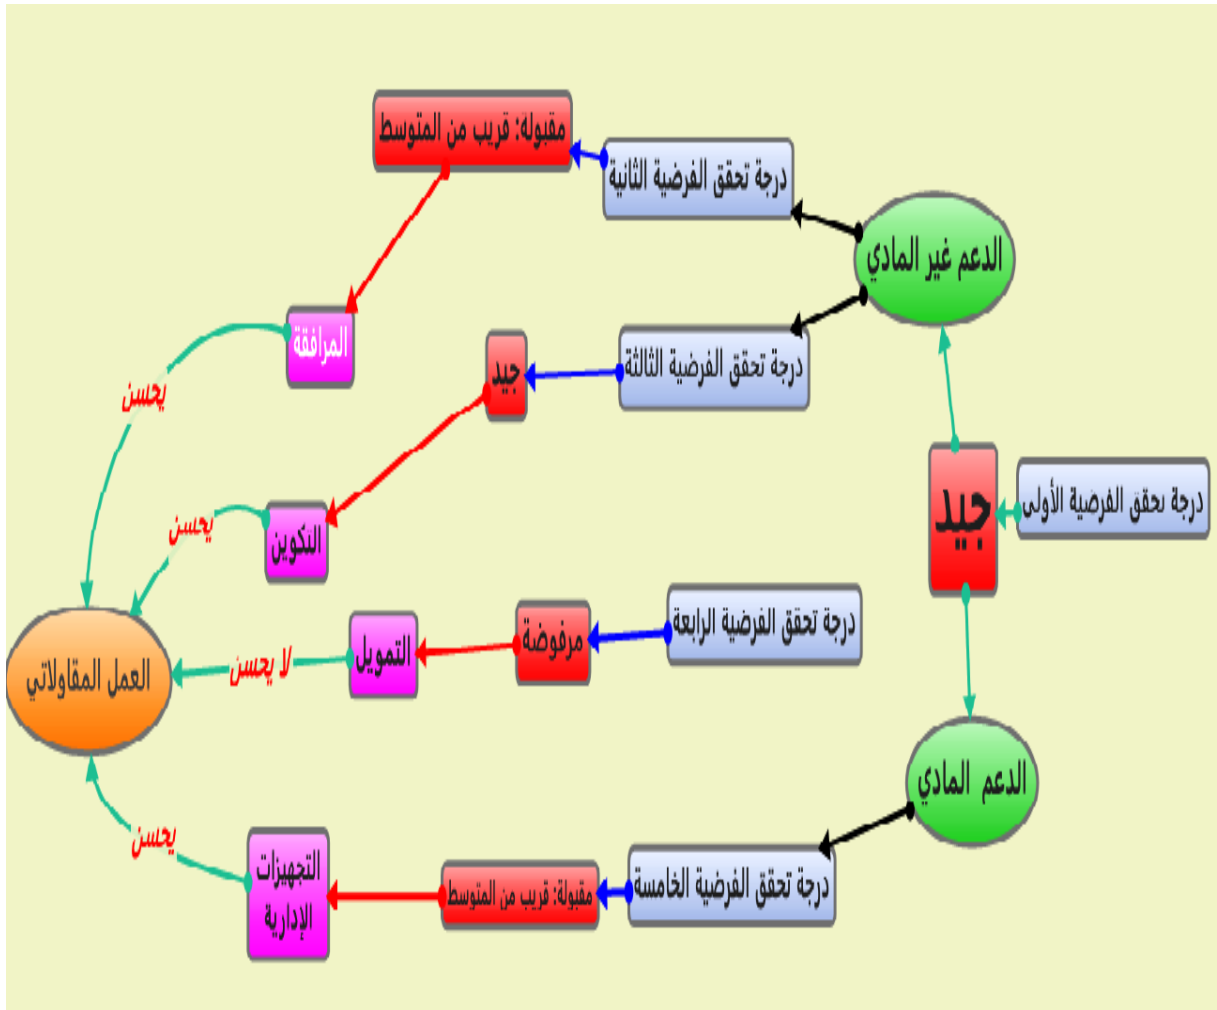 مقبولة: قريب من المتوسط
درجة تحقق الفرضية الثانية
الدعم غير المادي
المرافقة
جيد
درجة تحقق الفرضية الثالثة
يحسن
درجة تحقق الفرضية الأولى
جيد
يحسن
التكوين
درجة تحقق الفرضية الرابعة
مرفوضة
التمويل
لا يحسن
العمل المقاولاتي
الدعم المادي
يحسن
درجة تحقق الفرضية الخامسة
مقبولة: قريب من المتوسط
التجهيزات
الإدارية